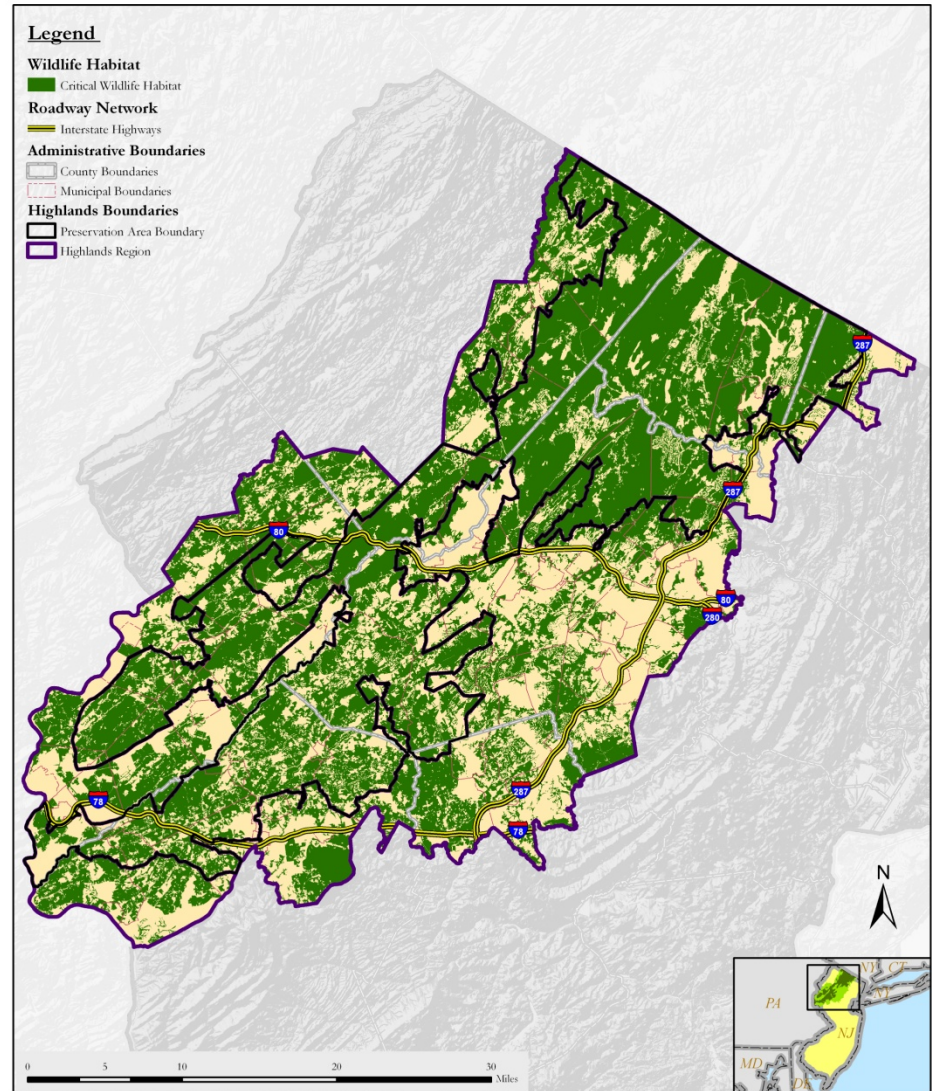 Legend
Wildlife Habitat
Critical Wildlife Habitat
Roadway Network
Interstate Highways
Administrative Boundaries
County Boundaries
Municipal Boundaries
Highlands Boundaries
Preservation Area Boundary
Highlands Region
287
80
287
80
280
78
287
78
N
NY
CT
NY
PA
NJ
MD
DE
0 5 10 20 30
Miles